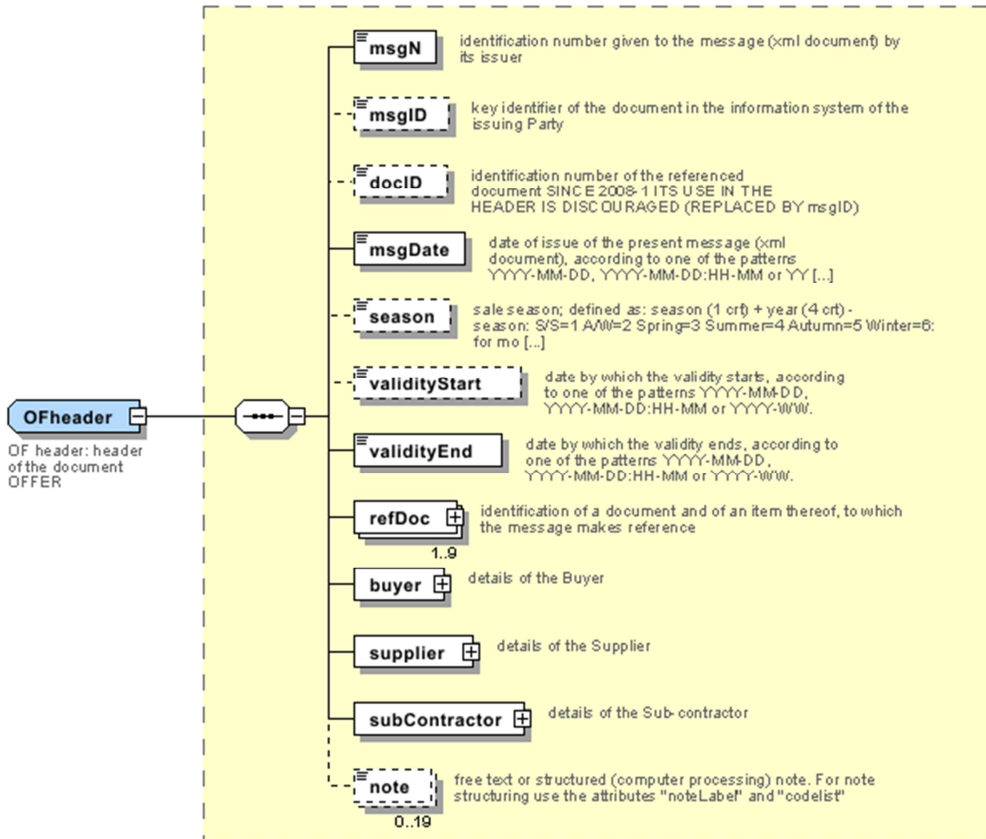 msgN
identification number given to the message (xml document) by
its issuer
msgID
key identifier of the document in the information system of the
issuing Party
docID
identification number of the referenced
document SINCE 2008-1 ITS USE IN THE
HEADER IS DISCOURAGED (REPLACED BY msgID)
msgDate
date of issue of the present message (xml
document), according to one of the patterns
YYYY-MM-DD, YYYY-MM-DD:HH-MM or YY [...]
season
sale season; defined as: season (1 crt) + year (4 crt) -
season: S/S=1 A/W=2 Spring=3 Summer=4 Autumn=5 Winter=6:
for mo [...]
validityStart
date by which the validity starts, according
to one of the patterns YYYY-MM-DD,
YYYY-MM-DD:HH-MM or YYYY-WW.
OFheader
OF header: header
of the document
OFFER
validityEnd
date by which the validity ends, according to
one of the patterns YYYY-MM-DD,
YYYY-MM-DD:HH-MM or YYYY-WW.
refDoc
identification of a document and of an item thereof, to which
the message makes reference
1..9
buyer
details of the Buyer
supplier
details of the Supplier
subContractor
details of the Sub-contractor
note
free text or structured (computer processing) note. For note
structuring use the attributes "noteLabel" and "codelist"
0..19